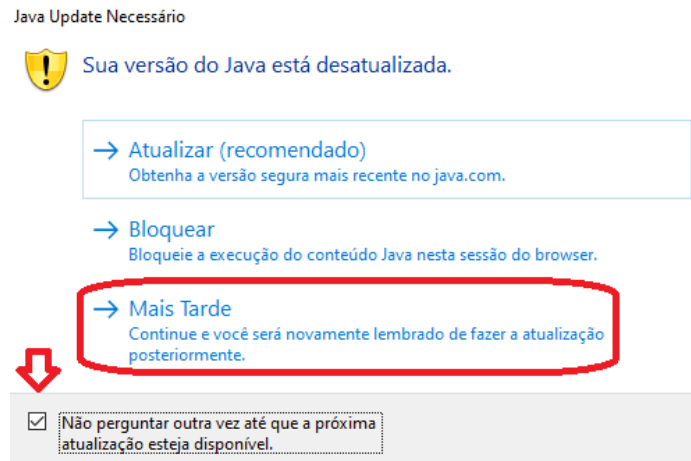 Java Update Necessário
Sua versão do Java está desatualizada.
Atualizar (recomendado)
Obtenha a versão segura mais recente no java.com.
Bloquear
Bloqueie a execução do conteúdo Java nesta sessão do browser.
Mais Tarde
Continue e você será novamente lembrado de fazer a atualização
posteriormente.
Não perguntar outra vez até que a próxima
atualização esteja disponível.